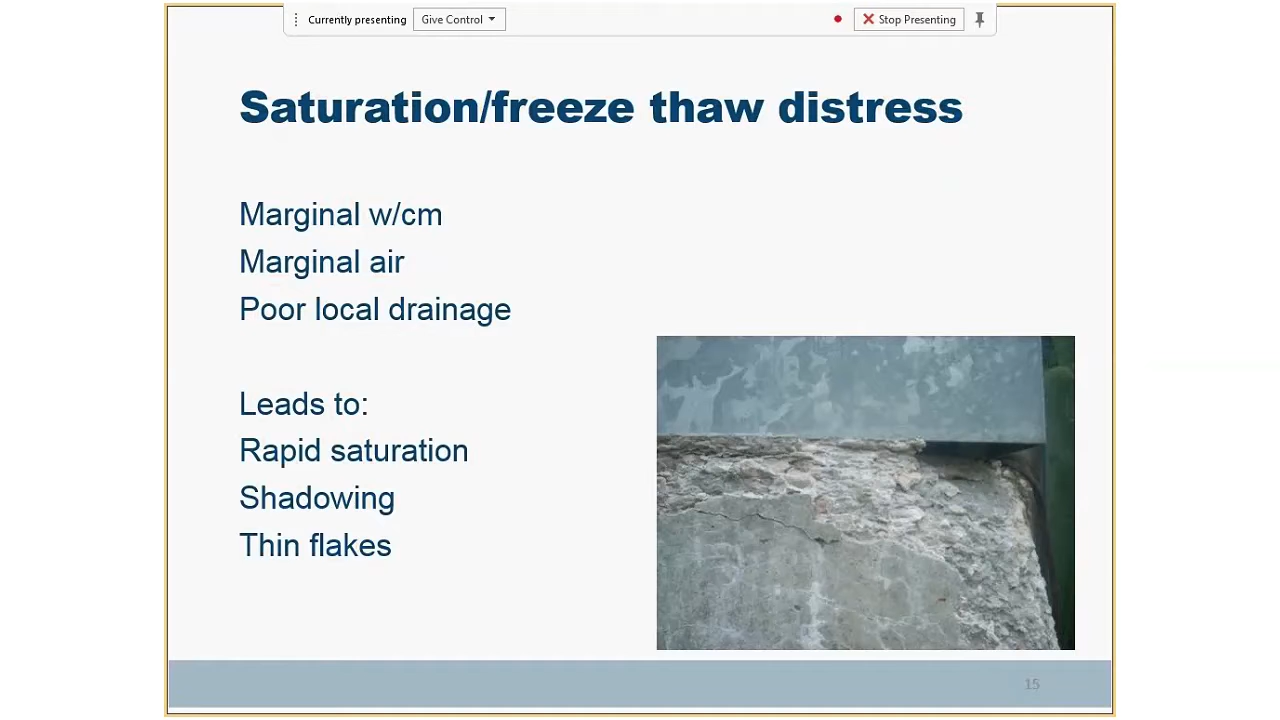 Currently presenting Give Control Stop Presenting
Saturation/freeze thaw distress
Marginal w/cm
Marginal air
Poor local drainage
Leads to:
Rapid saturation
Shadowing
Thin flakes
15